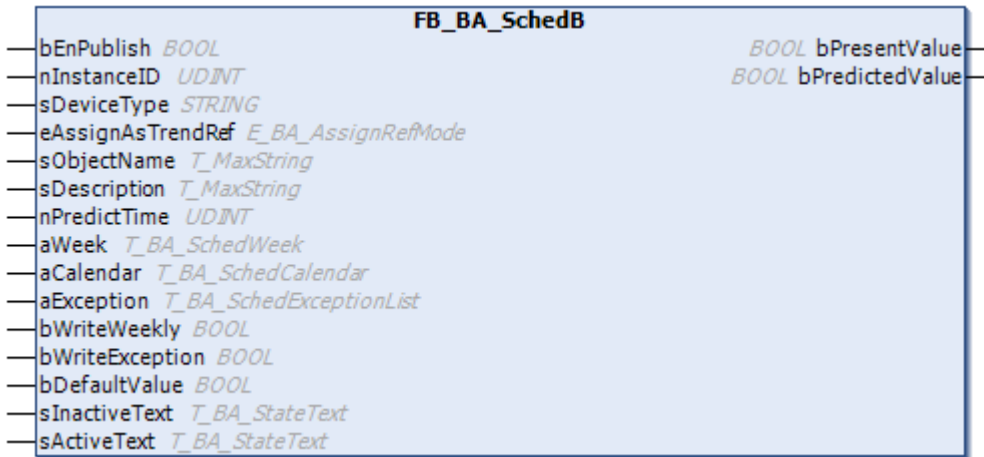 FB_BA_SchedB
bEnPublish BOOL BOOL bPresentValue
nInstanceID UDINT BOOL bPredictedValue
sDeviceType STRING
eAssignAsTrendRef E_BA_AssignRefMode
sObjectName T_MaxString
sDescription T_MaxString
nPredictTime UDINT
aWeek T_BA_SchedWeek
aCalendar T_BA_SchedCalendar
aException T_BA_SchedExceptionList
bWriteWeekly BOOL
bWriteException BOOL
bDefaultValue BOOL
sInactiveText T_BA_StateText
sActiveText T_BA_StateText